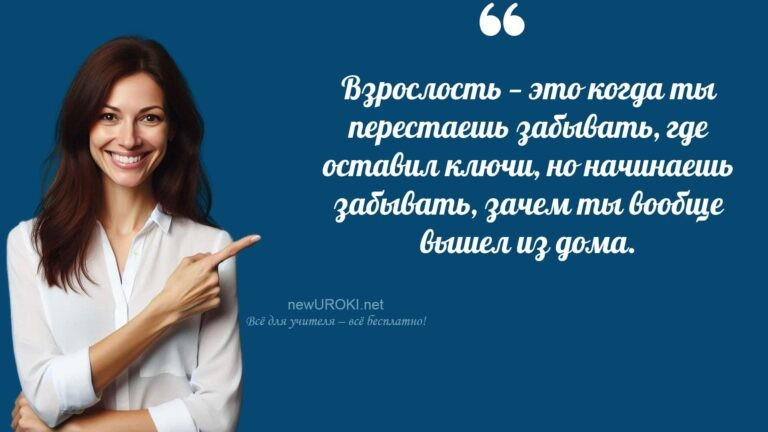 ❝
Взрослость – это когда ты
перестаешь забывать, где
оставил ключи, но начинаешь
забывать, зачем ты вообще
вышел из дома.
newUROKI.net
Всё для учителя – всё бесплатно!